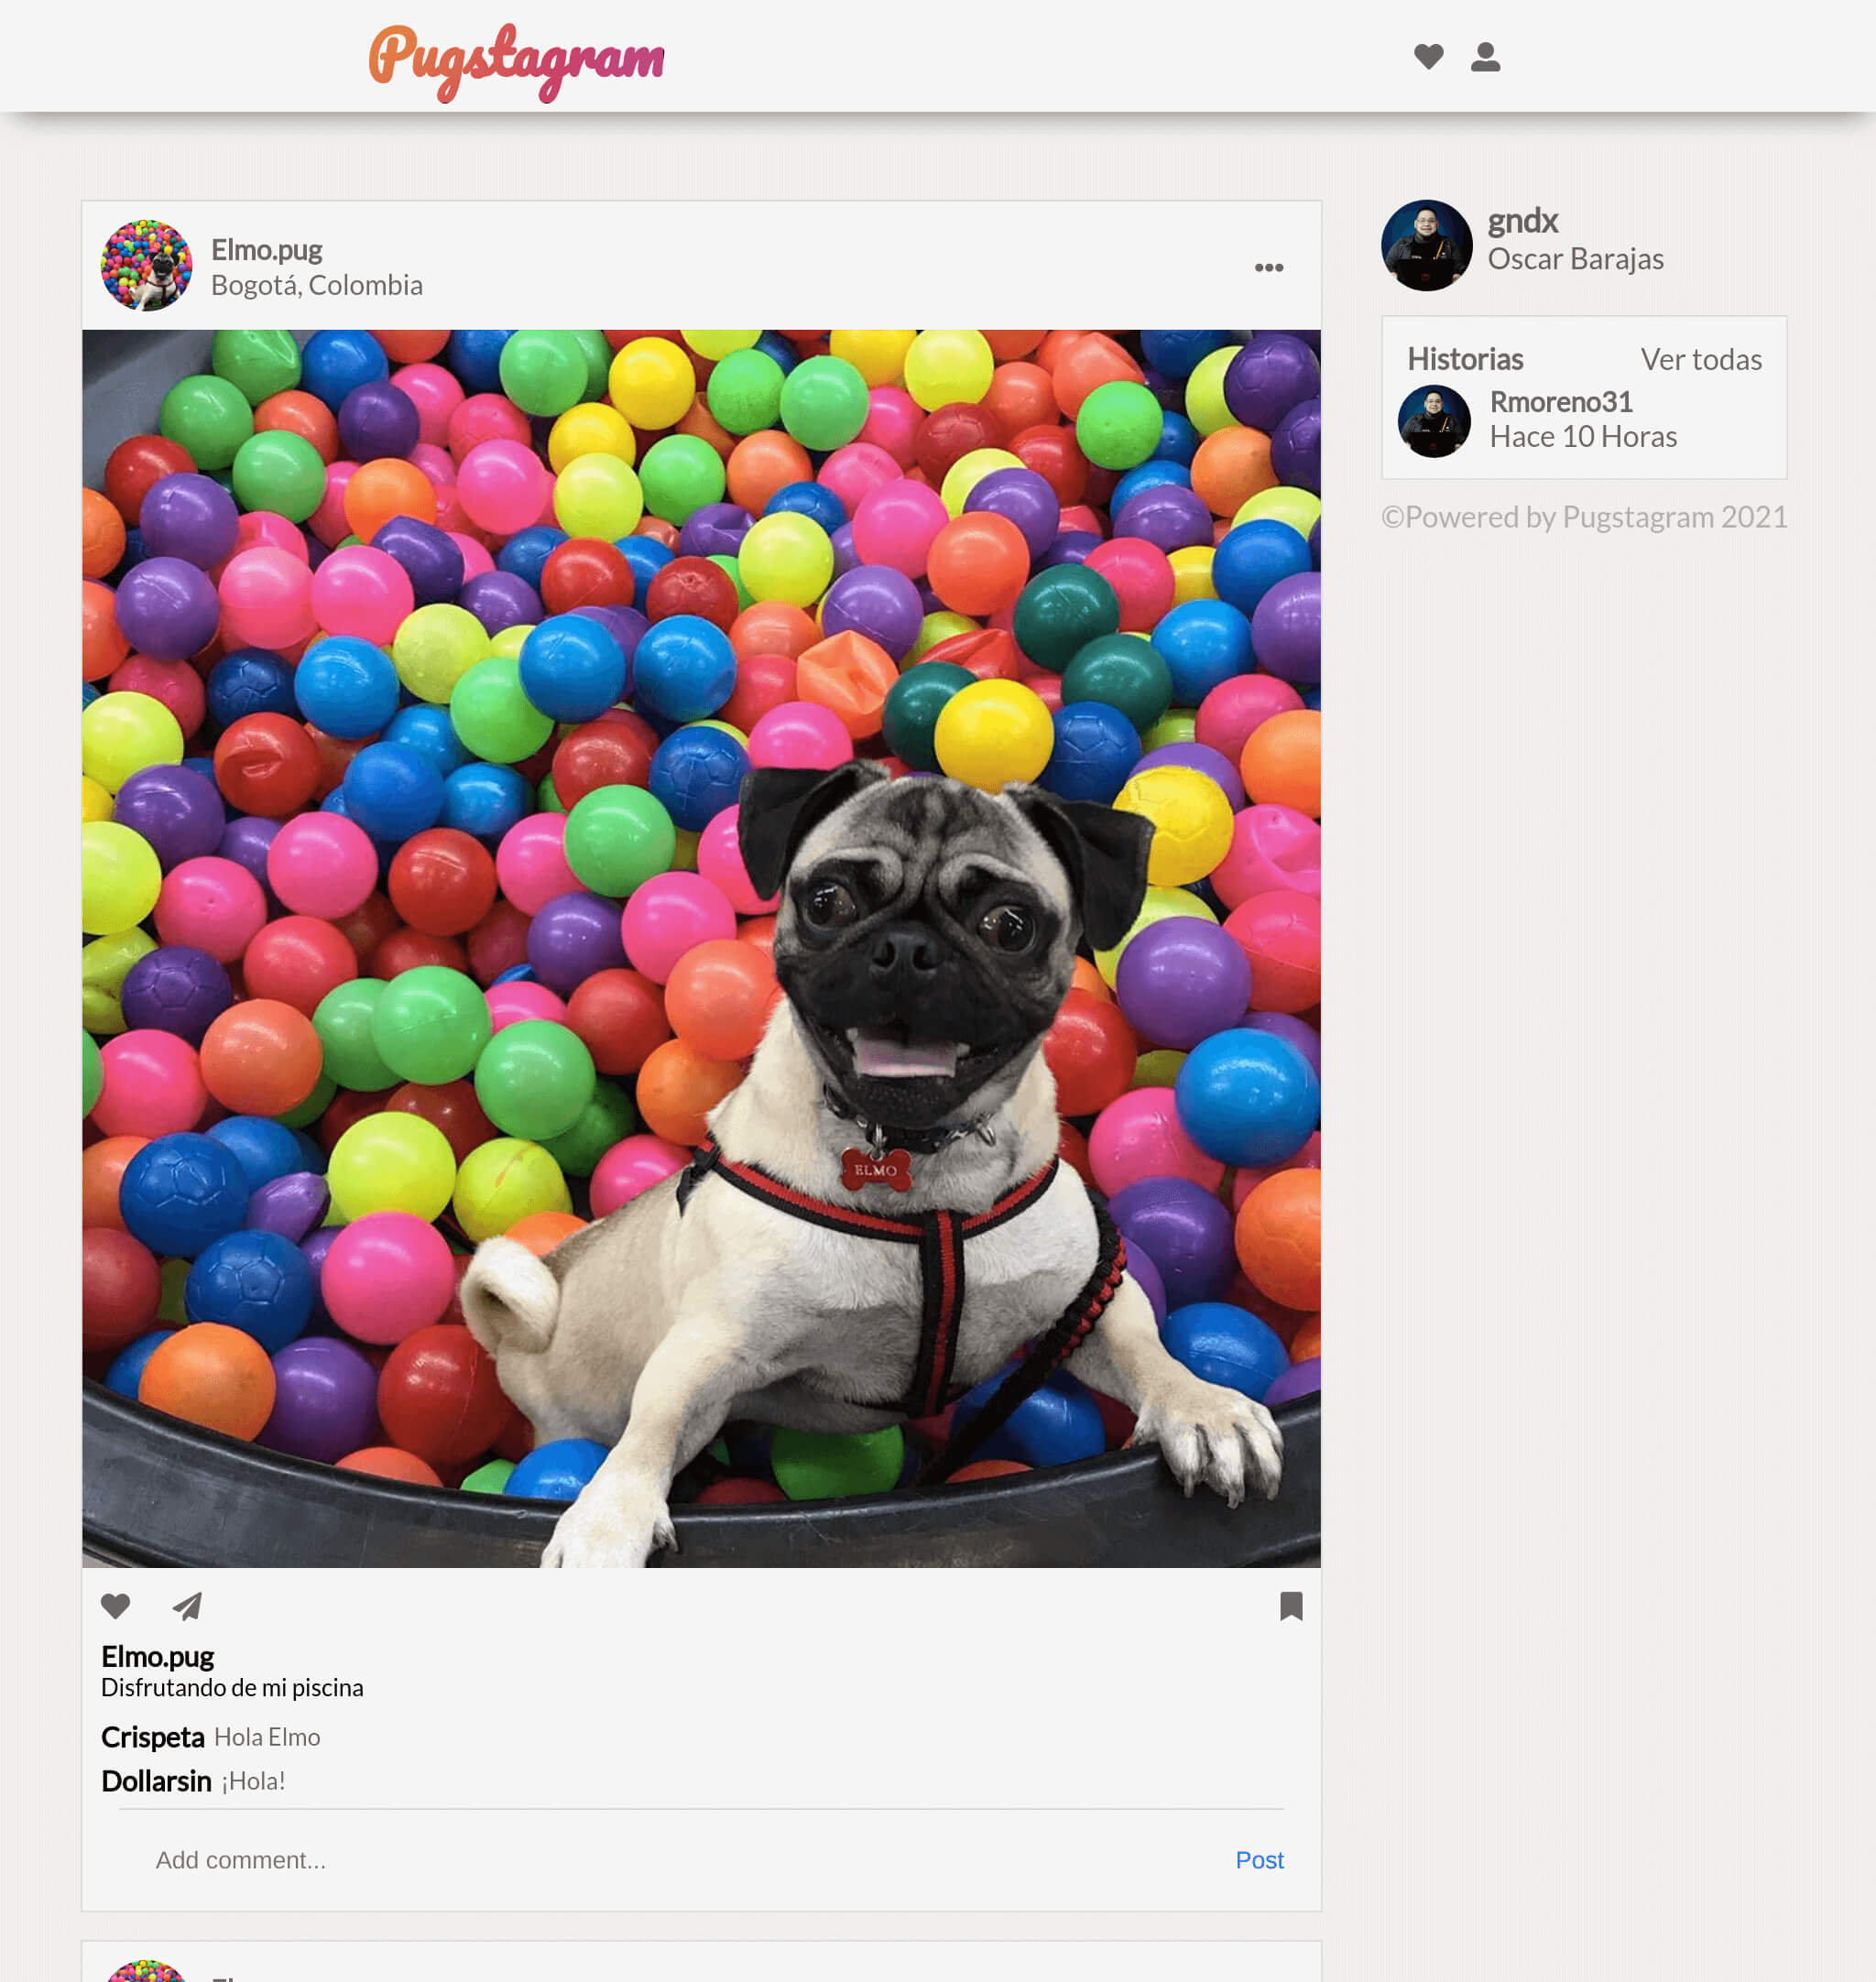 Pugstagram
Elmo.pug
Bogotá, Colombia
gndx
Oscar Barajas
Historias Ver todas
Rmoreno31
Hace 10 Horas
©Powered by Pugstagram 2021
ELMO
Elmo.pug
Disfrutando de mi piscina
Crispeta Hola Elmo
Dollarsin ¡Hola!
Add comment...
Post